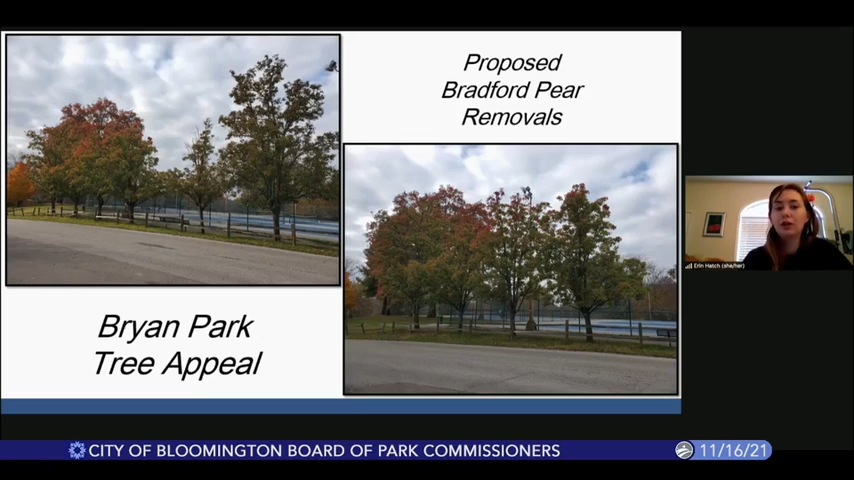 Proposed
Bradford Pear
Removals
Bryan Park
Tree Appeal
Erin Hatch (she/her)
CITY OF BLOOMINGTON BOARD OF PARK COMMISSIONERS
11/16/21